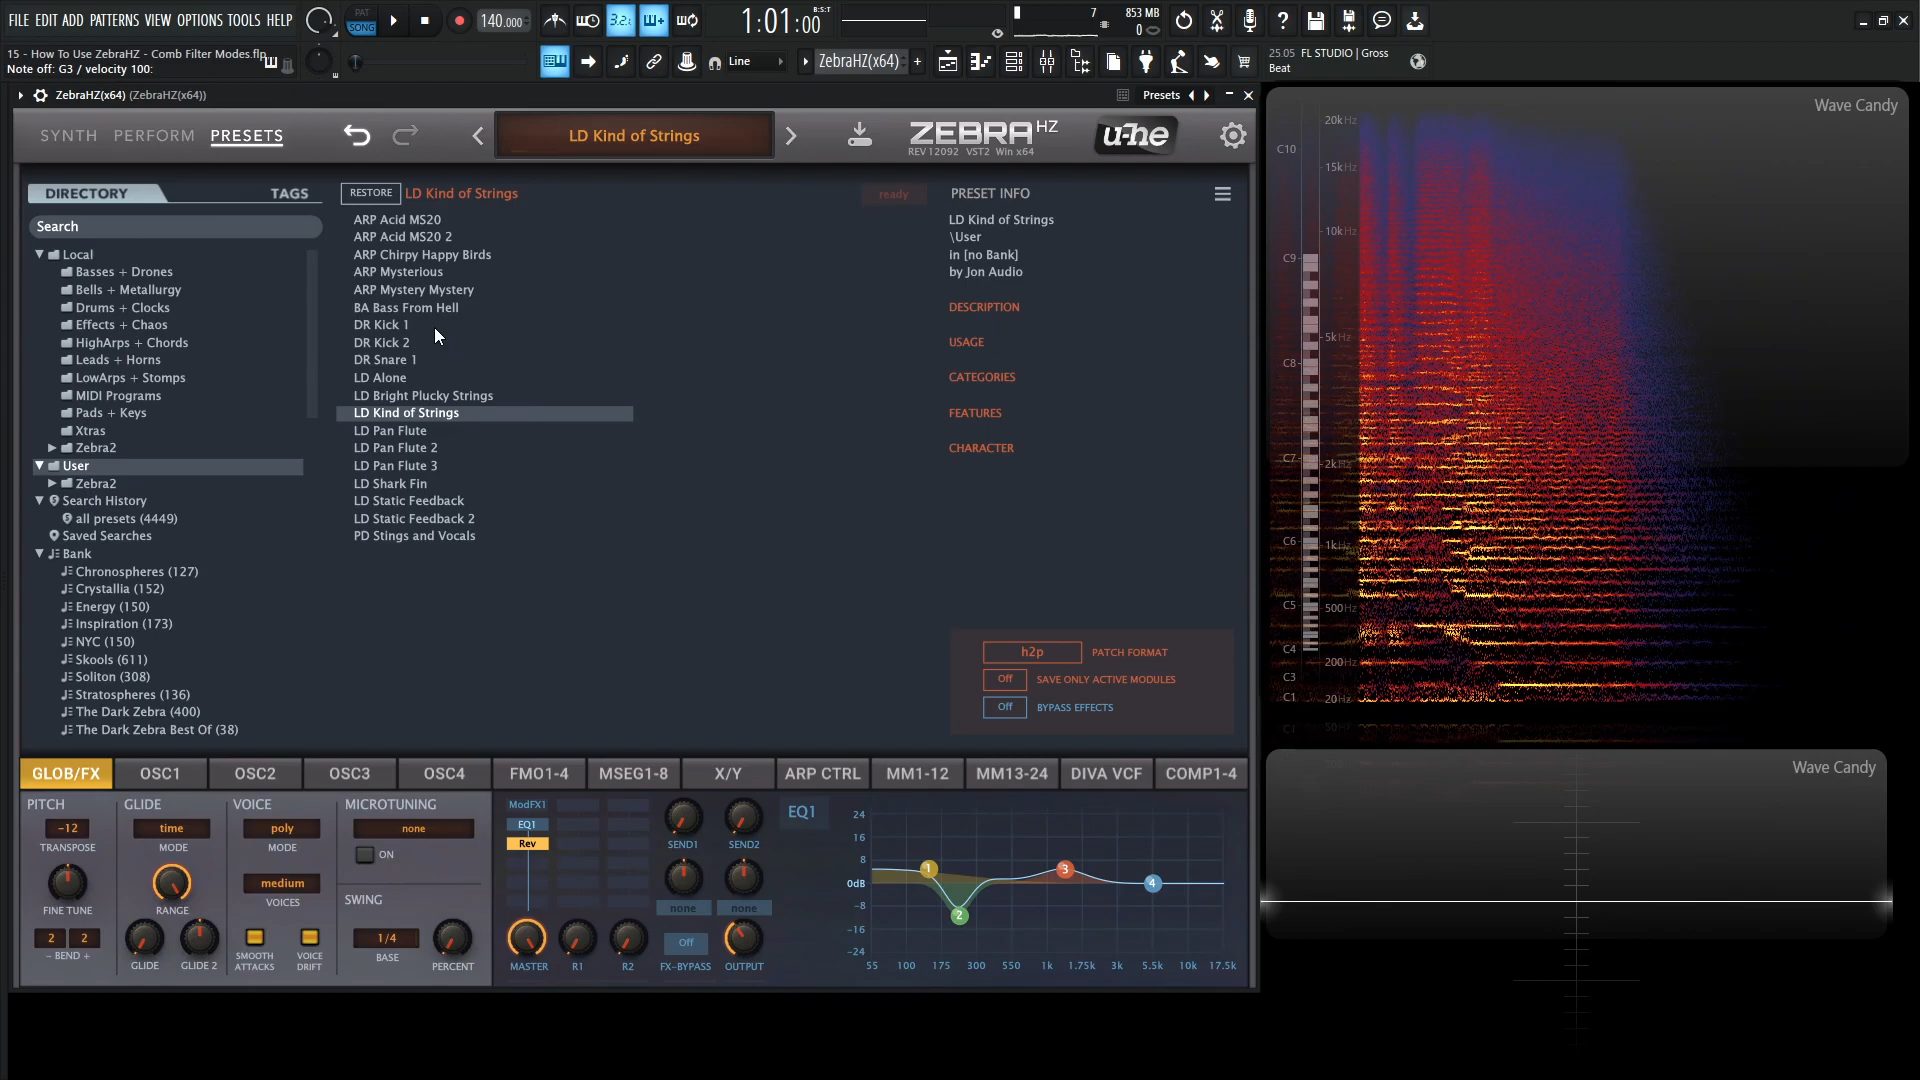 FILE EDIT ADD PATTERNS VIEW OPTIONS TOOLS HELP
PAT
SONG
140.000
3.2.
1:01:00
B:S:T
7
853 MB
0
15 - How To Use ZebraHZ - Comb Filter Modes.flp
Note off: G3 / velocity 100:
Line
ZebraHZ(x64)
25.05 FL STUDIO | Gross
Beat
ZebraHZ(x64) (ZebraHZ(x64))
Presets
SYNTH PERFORM PRESETS
LD Kind of Strings
ZEBRA HZ
REV 12092 VST2 Win x64
u-he
DIRECTORY
TAGS
RESTORE
LD Kind of Strings
ready
PRESET INFO
Search
Local
Basses + Drones
Bells + Metallurgy
Drums + Clocks
Effects + Chaos
HighArps + Chords
Leads + Horns
LowArps + Stomps
MIDI Programs
Pads + Keys
Xtras
Zebra2
User
Zebra2
Search History
all presets (4449)
Saved Searches
Bank
Chronospheres (127)
Crystallia (152)
Energy (150)
Inspiration (173)
NYC (150)
Skools (611)
Soliton (308)
Stratospheres (136)
The Dark Zebra (400)
The Dark Zebra Best Of (38)
ARP Acid MS20
ARP Acid MS20 2
ARP Chirpy Happy Birds
ARP Mysterious
ARP Mystery Mystery
BA Bass From Hell
DR Kick 1
DR Kick 2
DR Snare 1
LD Alone
LD Bright Plucky Strings
LD Kind of Strings
LD Pan Flute
LD Pan Flute 2
LD Pan Flute 3
LD Shark Fin
LD Static Feedback
LD Static Feedback 2
PD Stings and Vocals
LD Kind of Strings
\User
in [no Bank]
by Jon Audio
DESCRIPTION
USAGE
CATEGORIES
FEATURES
CHARACTER
h2p PATCH FORMAT
Off SAVE ONLY ACTIVE MODULES
Off BYPASS EFFECTS
GLOB/FX OSC1 OSC2 OSC3 OSC4 FMO1-4 MSEG1-8 X/Y ARP CTRL MM1-12 MM13-24 DIVA VCF COMP1-4
PITCH
-12
TRANSPOSE
FINE TUNE
2 2
- BEND +
GLIDE
time
MODE
RANGE
GLIDE GLIDE 2
VOICE
poly
MODE
medium
VOICES
SMOOTH
ATTACKS
VOICE
DRIFT
MICROTUNING
none
ON
SWING
1/4
BASE
PERCENT
ModFX1
EQ1
Rev
MASTER R1 R2
SEND1 SEND2
none none
Off
FX-BYPASS OUTPUT
EQ1
24
16
8
0dB
-8
-16
-24
1
2
3
4
55 100 175 300 550 1k 1.75k 3k 5.5k 10k 17.5k
Wave Candy
20kHz
C10
15kHz
10kHz
C9
5kHz
C8
C7
2kHz
C6
1kHz
C5
500Hz
C4
200Hz
C3
C1
20Hz
Wave Candy